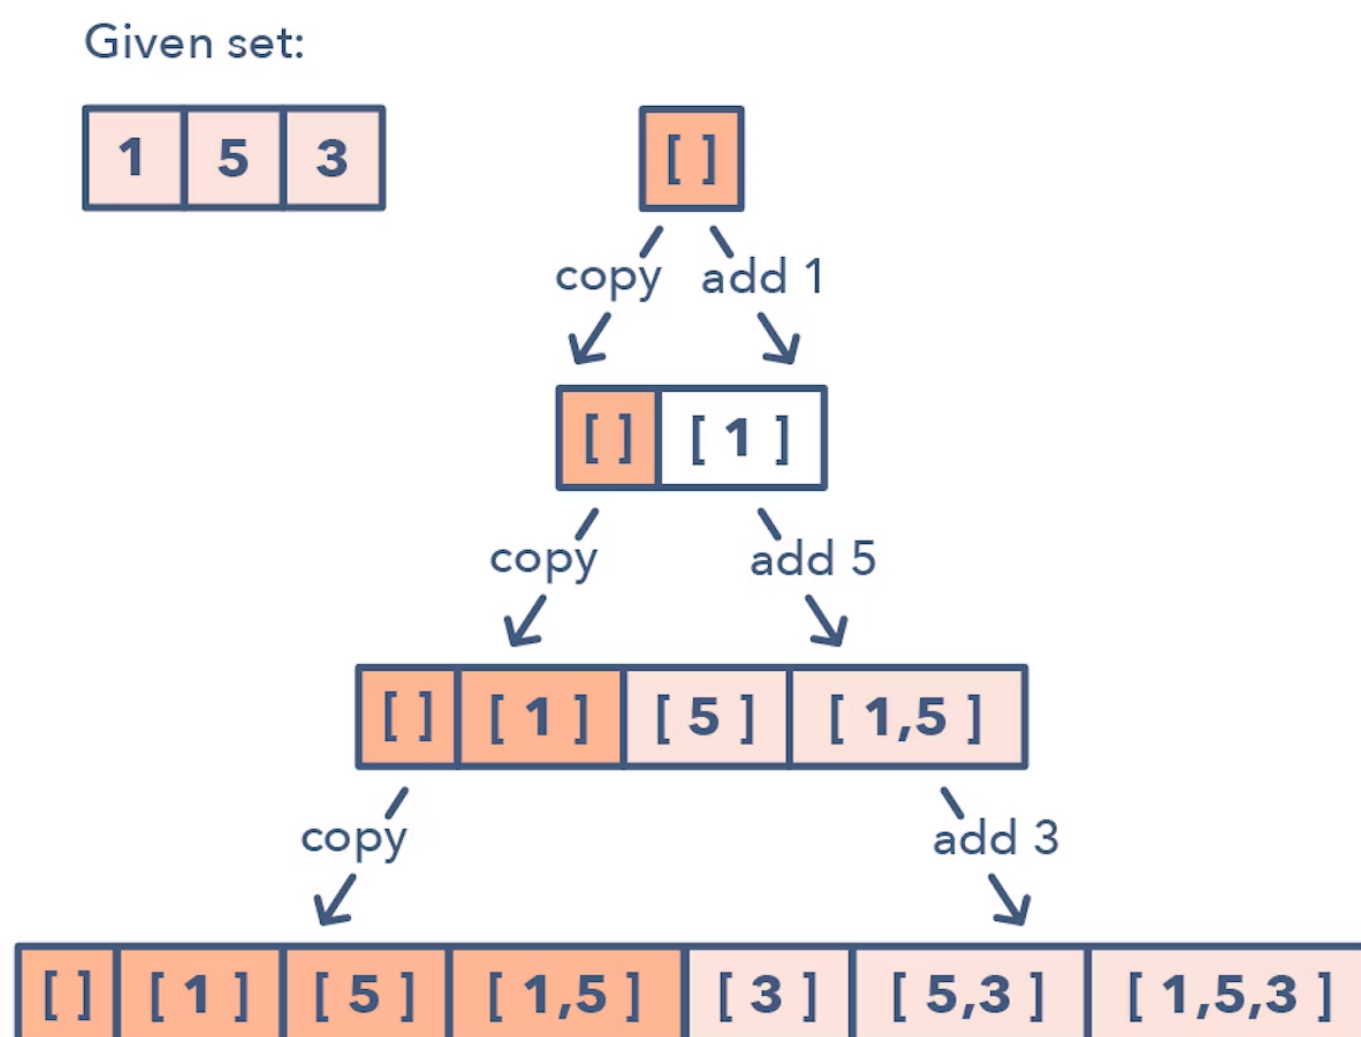 Given set:
1 5 3
[ ]
copy add 1
[ ] [ 1 ]
copy add 5
[ ] [ 1 ] [ 5 ] [ 1,5 ]
copy add 3
[ ] [ 1 ] [ 5 ] [ 1,5 ] [ 3 ] [ 5,3 ] [ 1,5,3 ]